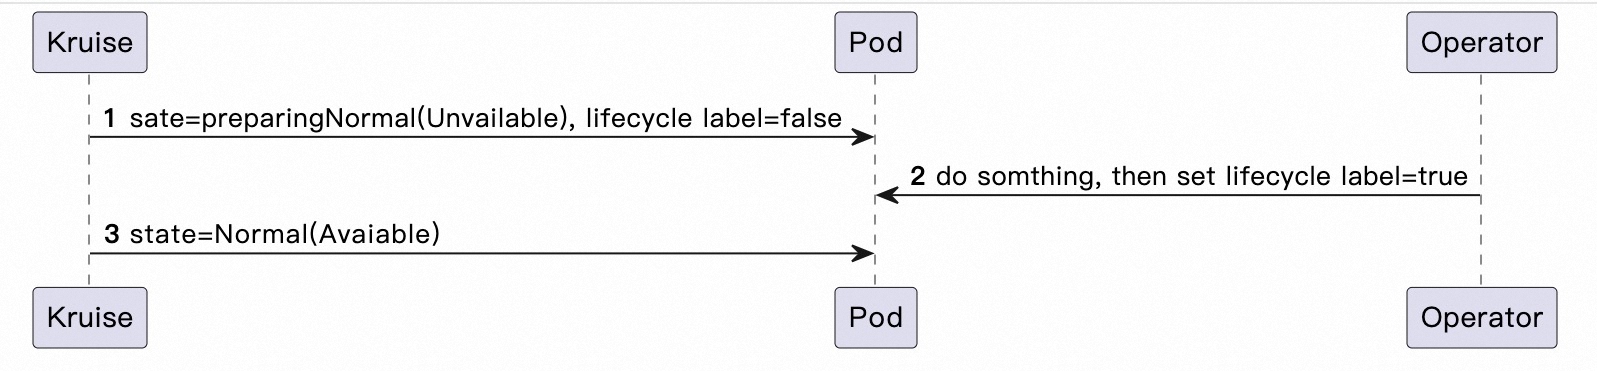 Kruise Pod Operator
1 sate=preparingNormal(Unvailable), lifecycle label=false
2 do somthing, then set lifecycle label=true
3 state=Normal(Avaiable)
Kruise Pod Operator